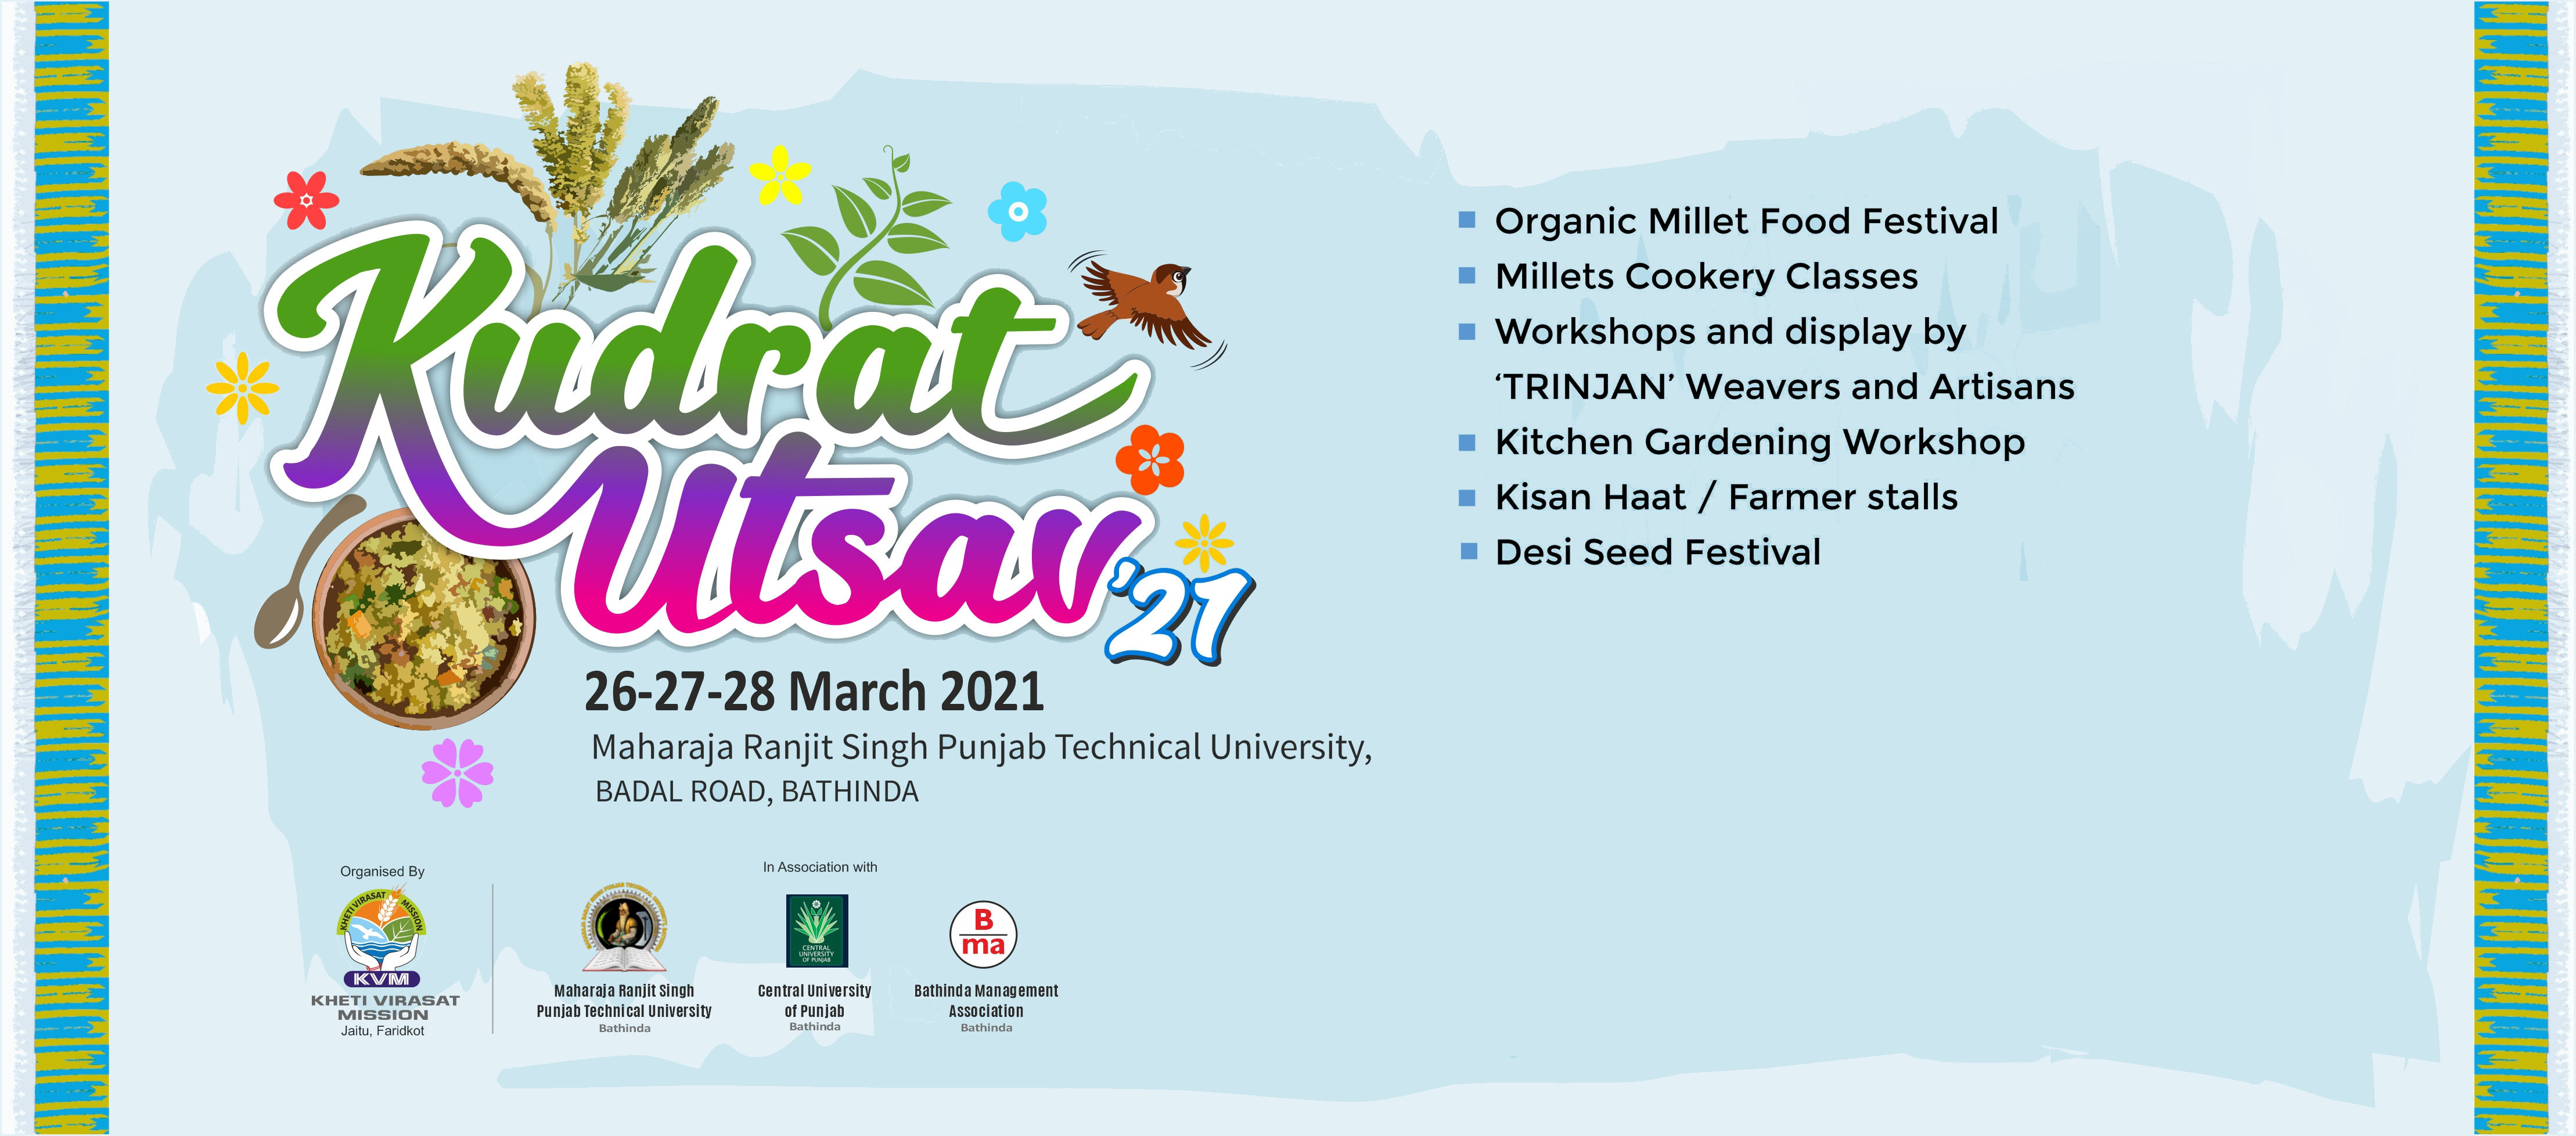 Kudrat
Utsav '21
26-27-28 March 2021
Maharaja Ranjit Singh Punjab Technical University,
BADAL ROAD, BATHINDA
Organic Millet Food Festival
Millets Cookery Classes
Workshops and display by
‘TRINJAN’ Weavers and Artisans
Kitchen Gardening Workshop
Kisan Haat / Farmer stalls
Desi Seed Festival
Organised By
KHETI VIRASAT MISSION
KVM
KHETI VIRASAT
MISSION
Jaitu, Faridkot
In Association with
Maharaja Ranjit Singh
Punjab Technical University
Bathinda
CENTRAL
UNIVERSITY
OF PUNJAB
Central University
of Punjab
Bathinda
B
ma
Bathinda Management
Association
Bathinda